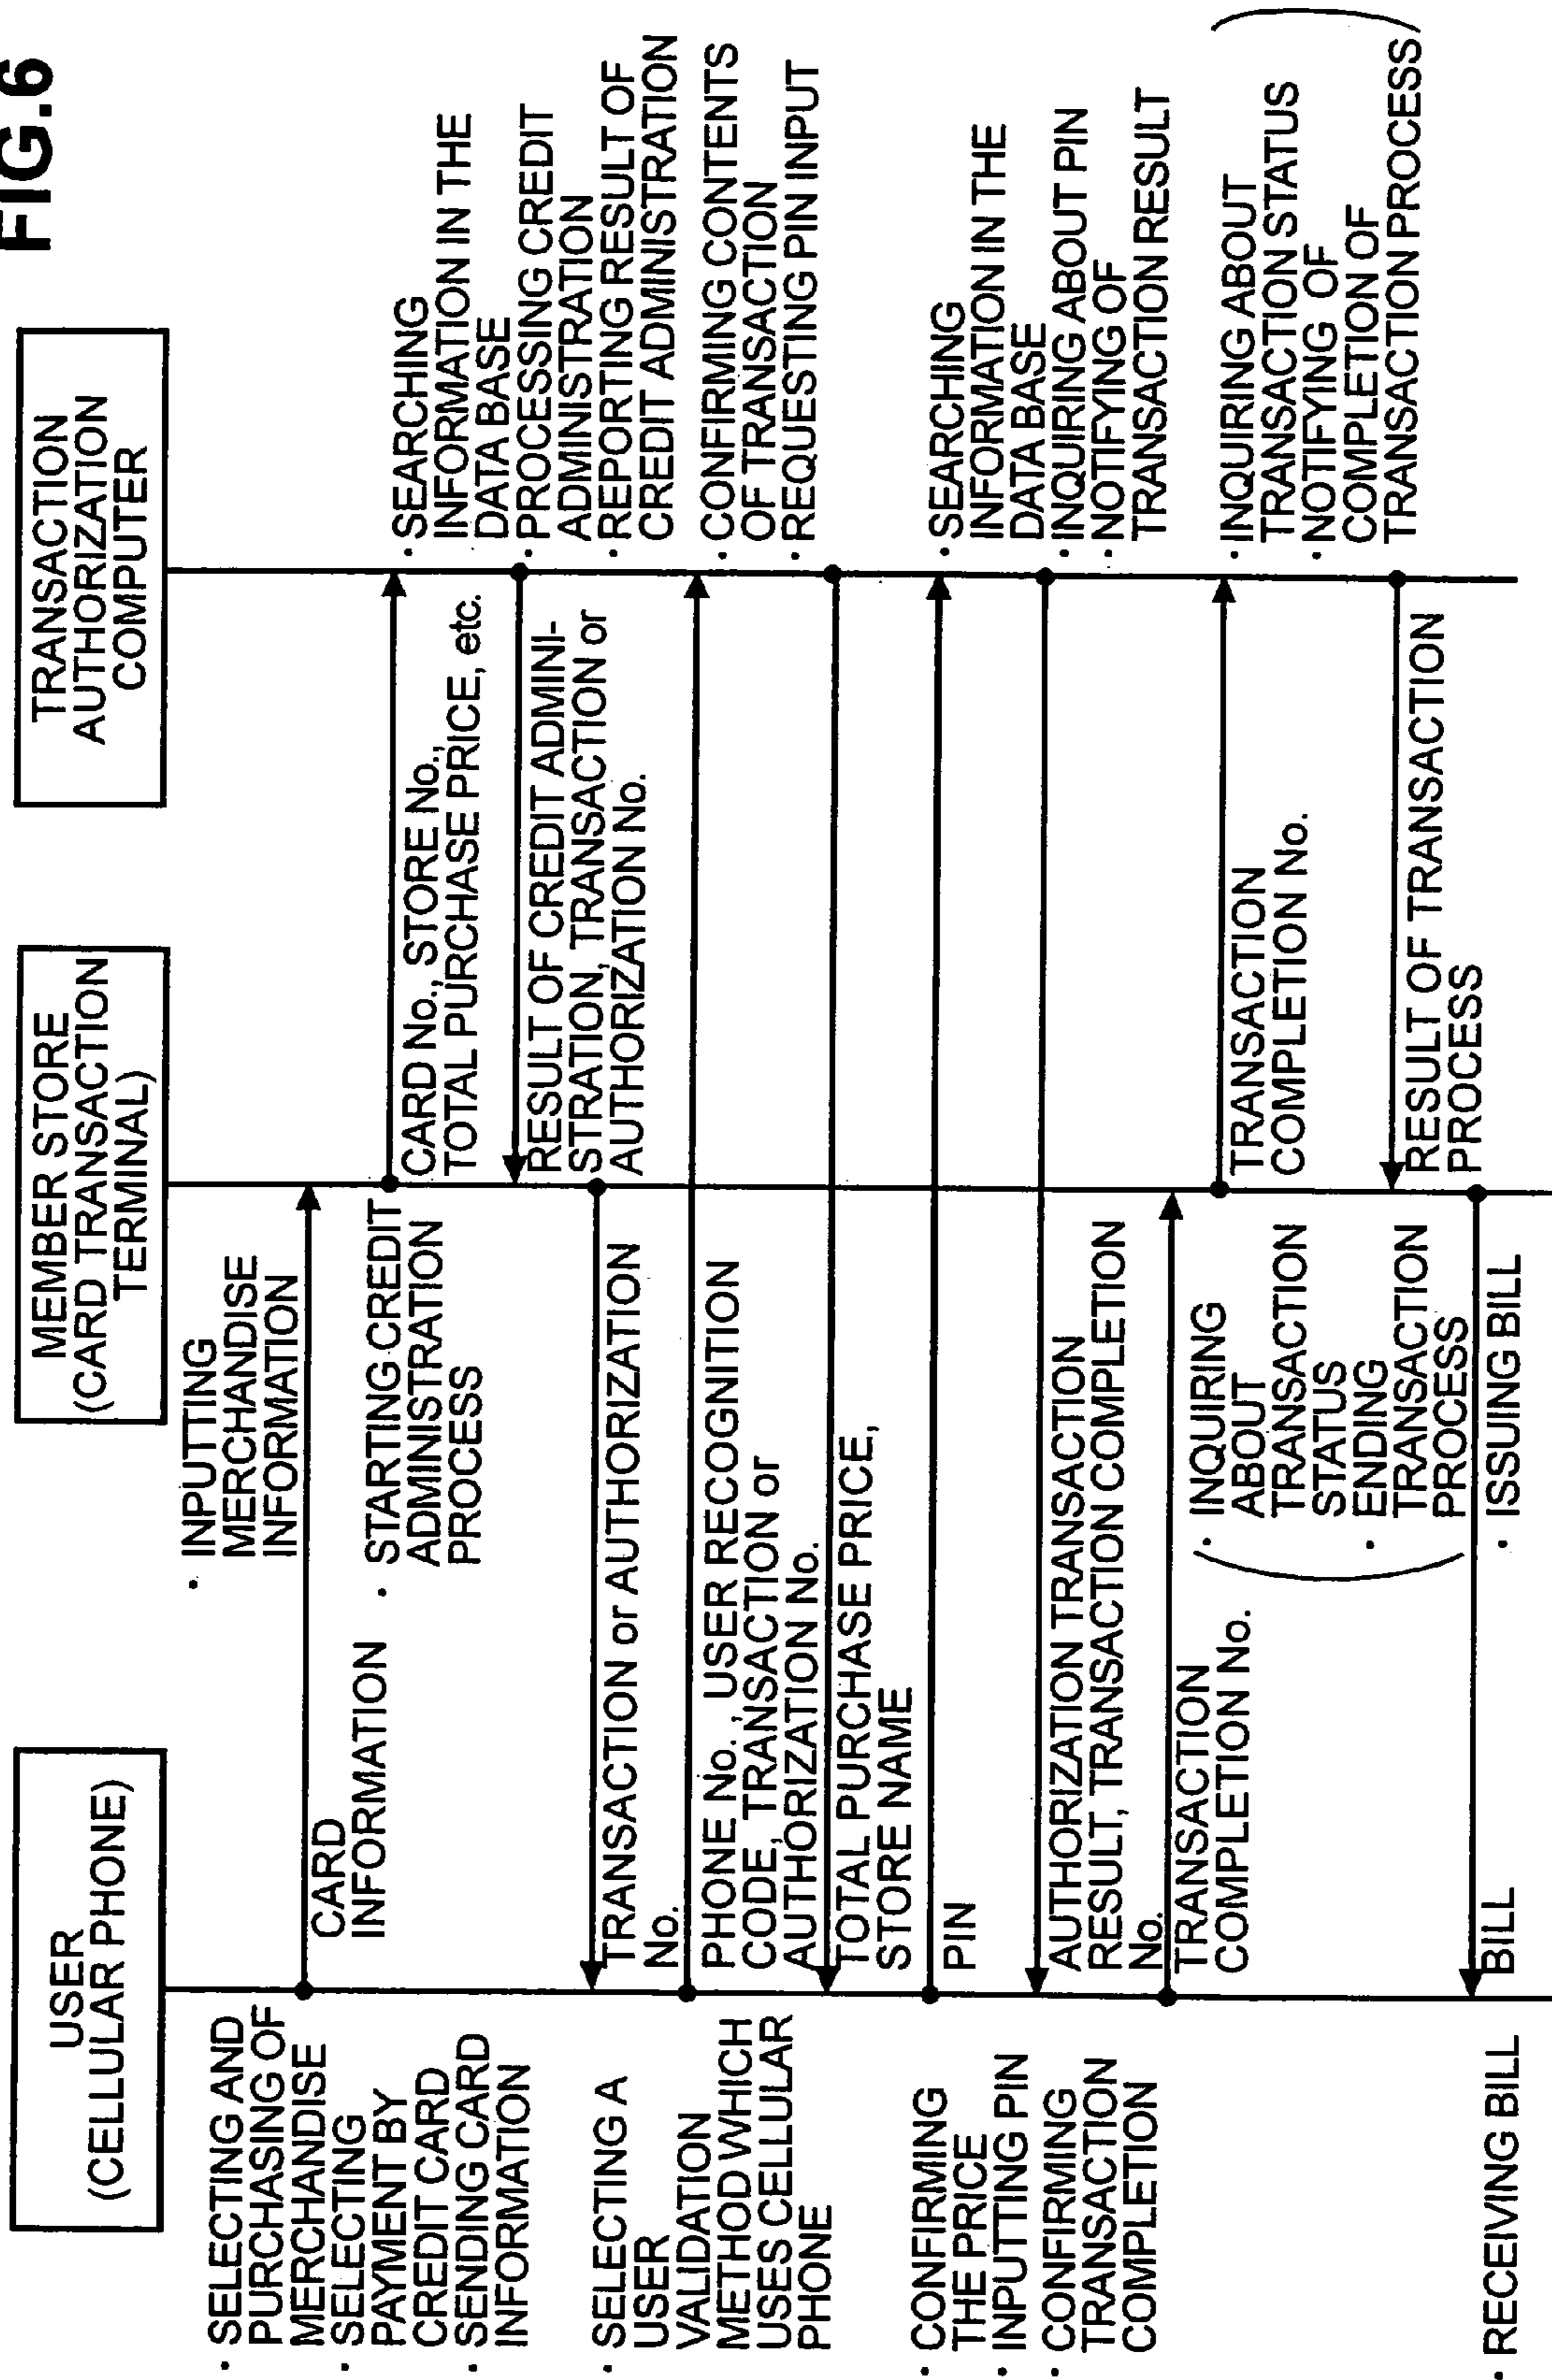 FIG.6
USER
(CELLULAR PHONE)
MEMBER STORE
(CARD TRANSACTION
TERMINAL)
TRANSACTION
AUTHORIZATION
COMPUTER
· SELECTING AND
PURCHASING OF
MERCHANDISE
· SELECTING
PAYMENT BY
CREDIT CARD
· SENDING CARD
INFORMATION
· INPUTTING
MERCHANDISE
INFORMATION
CARD
INFORMATION
· STARTING CREDIT
ADMINISTRATION
PROCESS
CARD No., STORE No.,
TOTAL PURCHASE PRICE, etc.
· SEARCHING
INFORMATION IN THE
DATA BASE
· PROCESSING CREDIT
ADMINISTRATION
· REPORTING RESULT OF
CREDIT ADMINISTRATION
RESULT OF CREDIT ADMINI-
STRATION, TRANSACTION or
AUTHORIZATION No.
· SELECTING A
USER
VALIDATION
METHOD WHICH
USES CELLULAR
PHONE
TRANSACTION or AUTHORIZATION
No.
PHONE No., USER RECOGNITION
CODE, TRANSACTION or
AUTHORIZATION No.
· CONFIRMING CONTENTS
OF TRANSACTION
· REQUESTING PIN INPUT
TOTAL PURCHASE PRICE,
STORE NAME
· CONFIRMING
THE PRICE
· INPUTTING PIN
· CONFIRMING
TRANSACTION
COMPLETION
PIN
· SEARCHING
INFORMATION IN THE
DATA BASE
· INQUIRING ABOUT PIN
· NOTIFYING OF
TRANSACTION RESULT
AUTHORIZATION TRANSACTION
RESULT, TRANSACTION COMPLETION
No.
TRANSACTION
COMPLETION No.
· INQUIRING
ABOUT
TRANSACTION
STATUS
· ENDING
TRANSACTION
PROCESS
TRANSACTION
COMPLETION No.
· INQUIRING ABOUT
TRANSACTION STATUS
· NOTIFYING OF
COMPLETION OF
TRANSACTION PROCESS
RESULT OF TRANSACTION
PROCESS
· ISSUING BILL
BILL
· RECEIVING BILL